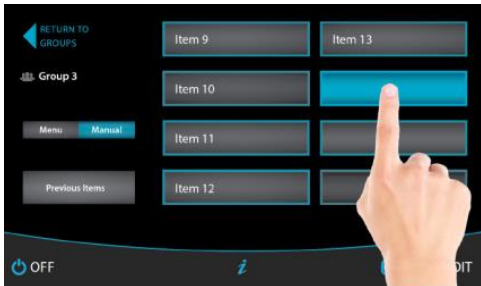 RETURN TO
GROUPS
Item 9
Item 13
Group 3
Item 10
Menu
Manual
Item 11
Previous Items
Item 12
OFF
i
DIT